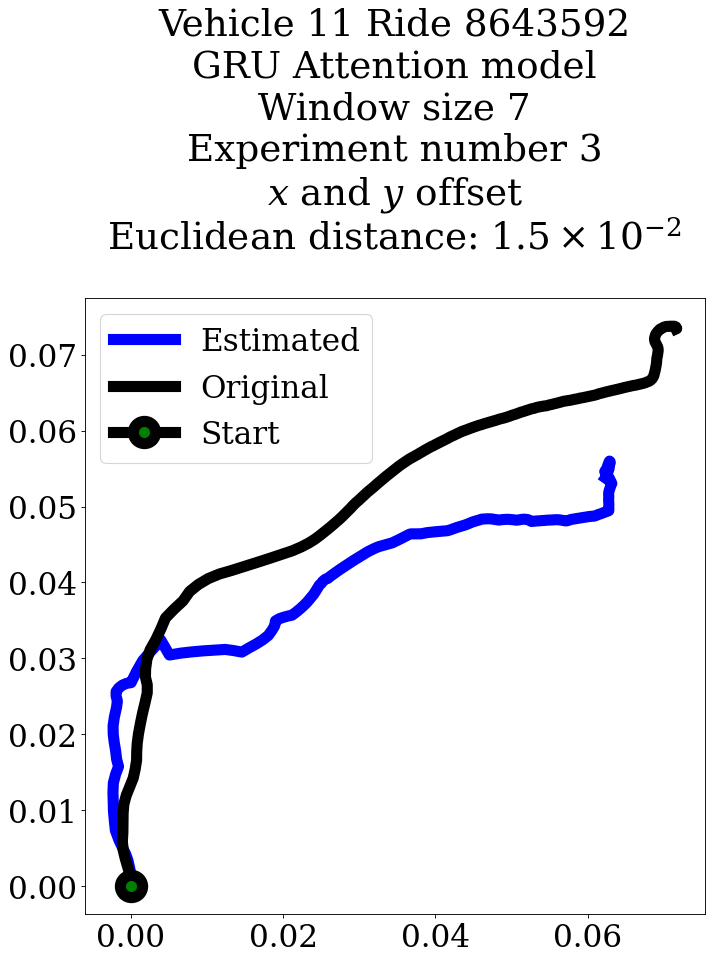 Vehicle 11 Ride 8643592
GRU Attention model
Window size 7
Experiment number 3
x and y offset
Euclidean distance: 1.5 × 10⁻²
Estimated
Original
Start
0.07
0.06
0.05
0.04
0.03
0.02
0.01
0.00
0.00 0.02 0.04 0.06